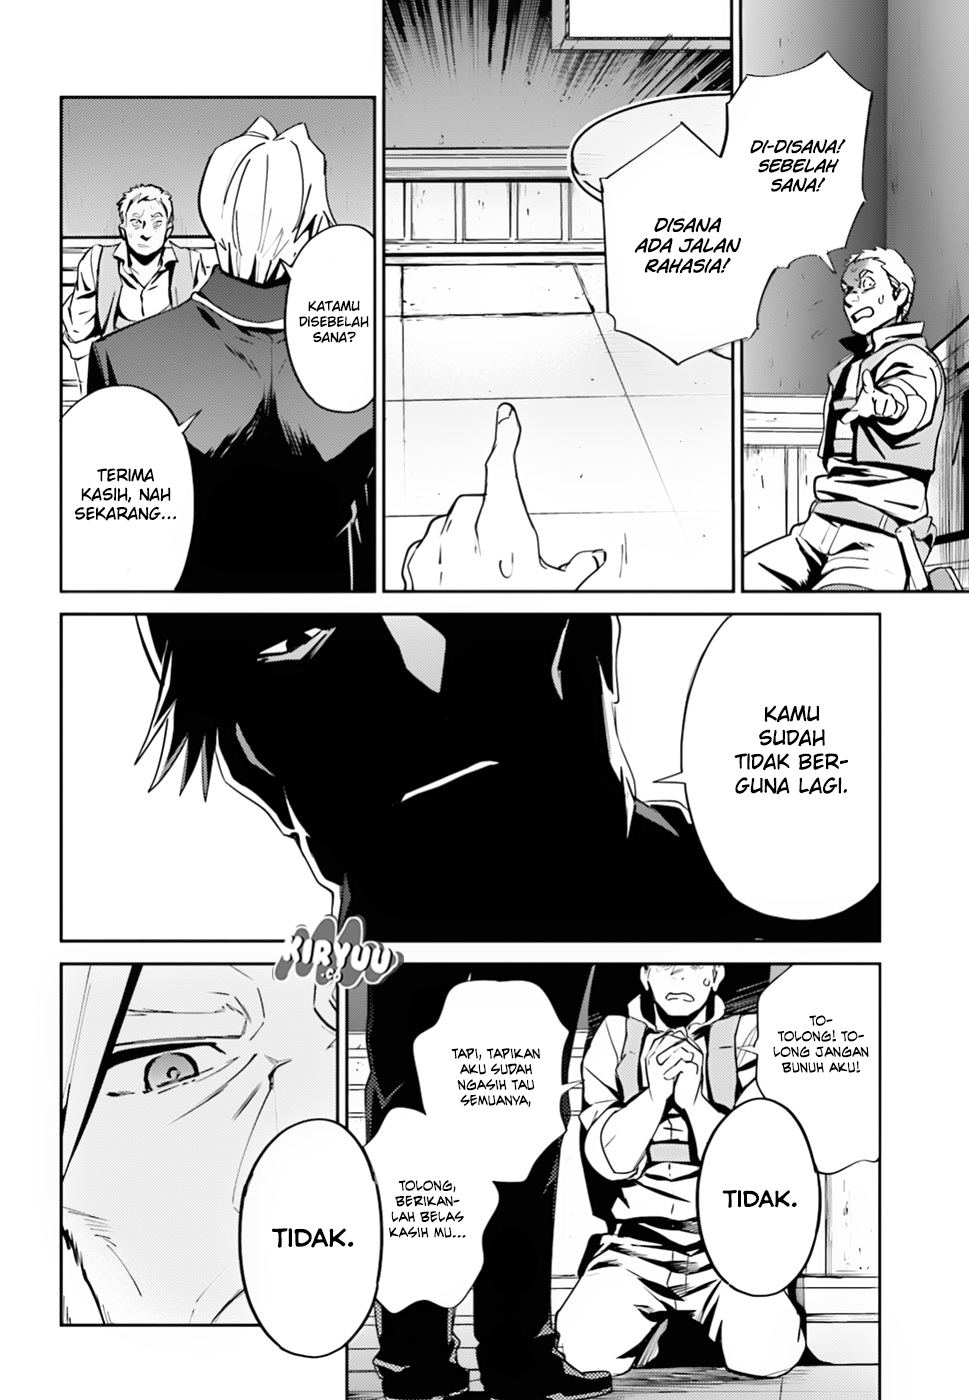 DI-DISANA!
SEBELAH
SANA!
DISANA
ADA JALAN
RAHASIA!
KATAMU
DISEBELAH
SANA?
TERIMA
KASIH, NAH
SEKARANG...
KAMU
SUDAH
TIDAK BER-
GUNA LAGI.
KIRYUU
.CO
TO-
TOLONG! TO-
LONG JANGAN
BUNUH AKU!
TIDAK.
TAPI, TAPIKAN
AKU SUDAH
NGASIH TAU
SEMUANYA,
TOLONG,
BERIKAN-
LAH BELAS
KASIH MU...
TIDAK.